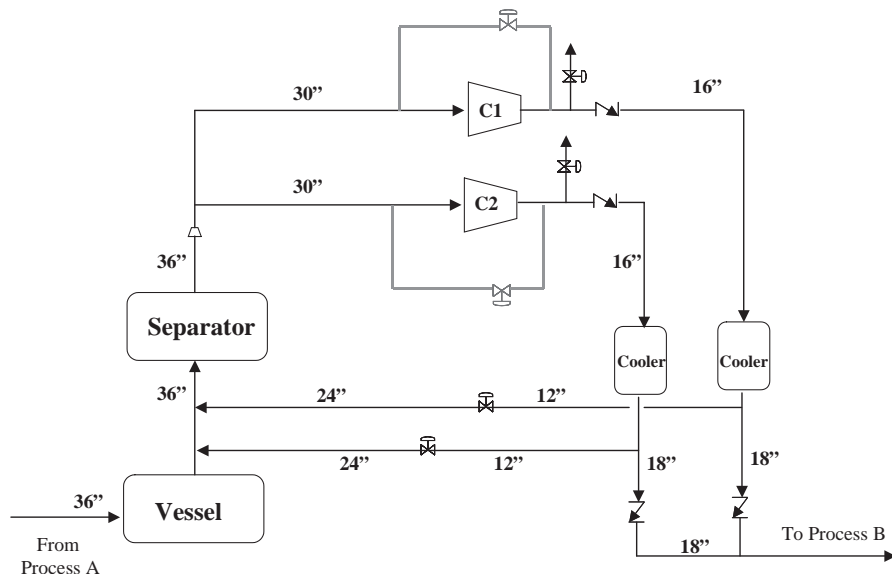 30”
C1
16”
30”
C2
36”
16”
Separator
Cooler
Cooler
36”
24”
12”
24”
12”
18”
18”
36”
Vessel
From
Process A
18”
To Process B